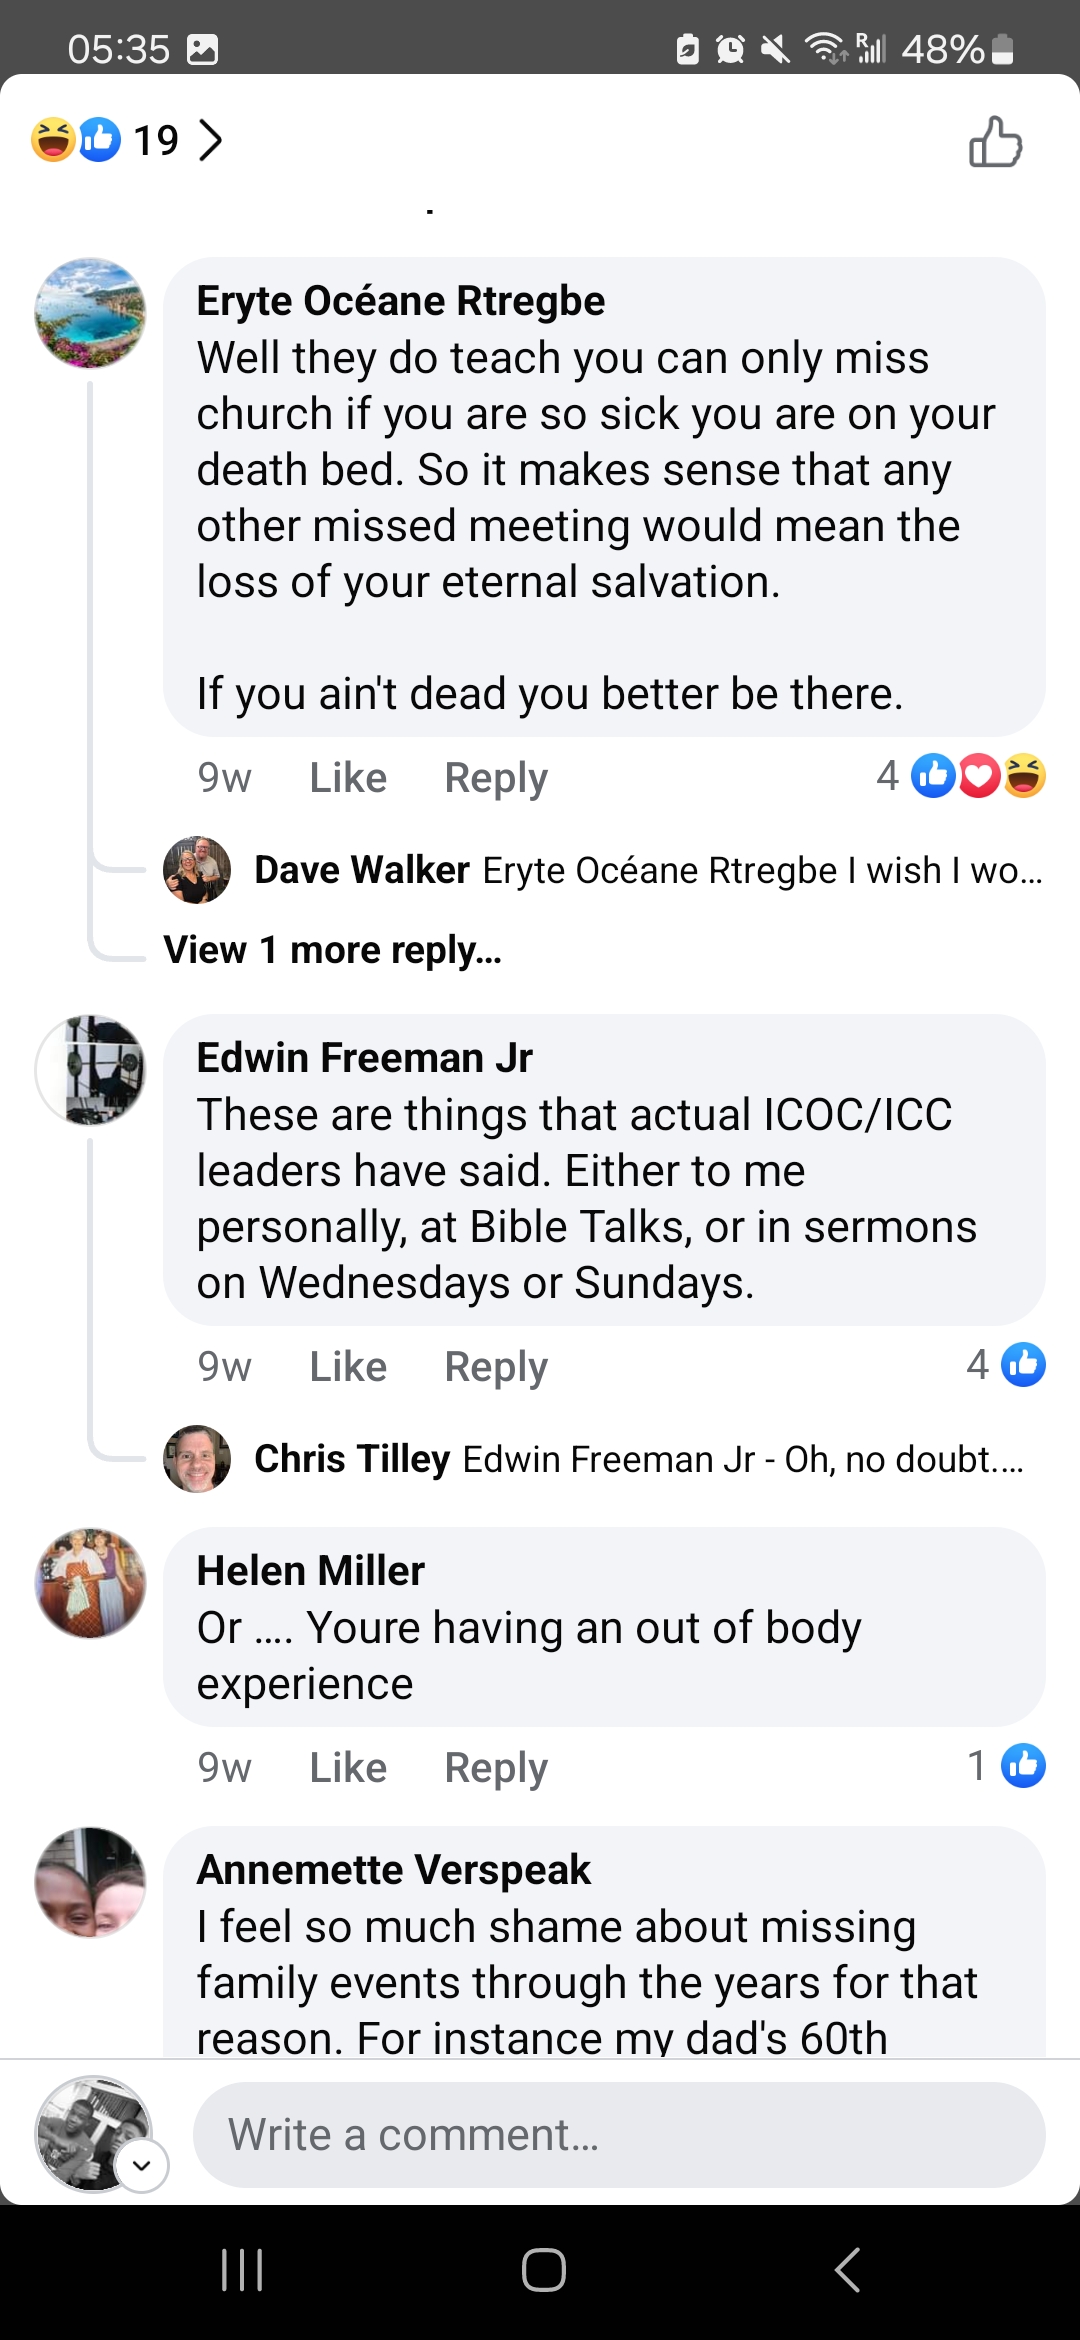 05:35
48%
19
Eryte Océane Rtregbe
Well they do teach you can only miss
church if you are so sick you are on your
death bed. So it makes sense that any
other missed meeting would mean the
loss of your eternal salvation.
If you ain't dead you better be there.
9w Like Reply 4
Dave Walker Eryte Océane Rtregbe I wish I wo...
View 1 more reply...
Edwin Freeman Jr
These are things that actual ICOC/ICC
leaders have said. Either to me
personally, at Bible Talks, or in sermons
on Wednesdays or Sundays.
9w Like Reply 4
Chris Tilley Edwin Freeman Jr - Oh, no doubt....
Helen Miller
Or .... Youre having an out of body
experience
9w Like Reply 1
Annemette Verspeak
I feel so much shame about missing
family events through the years for that
reason. For instance my dad's 60th
Write a comment...